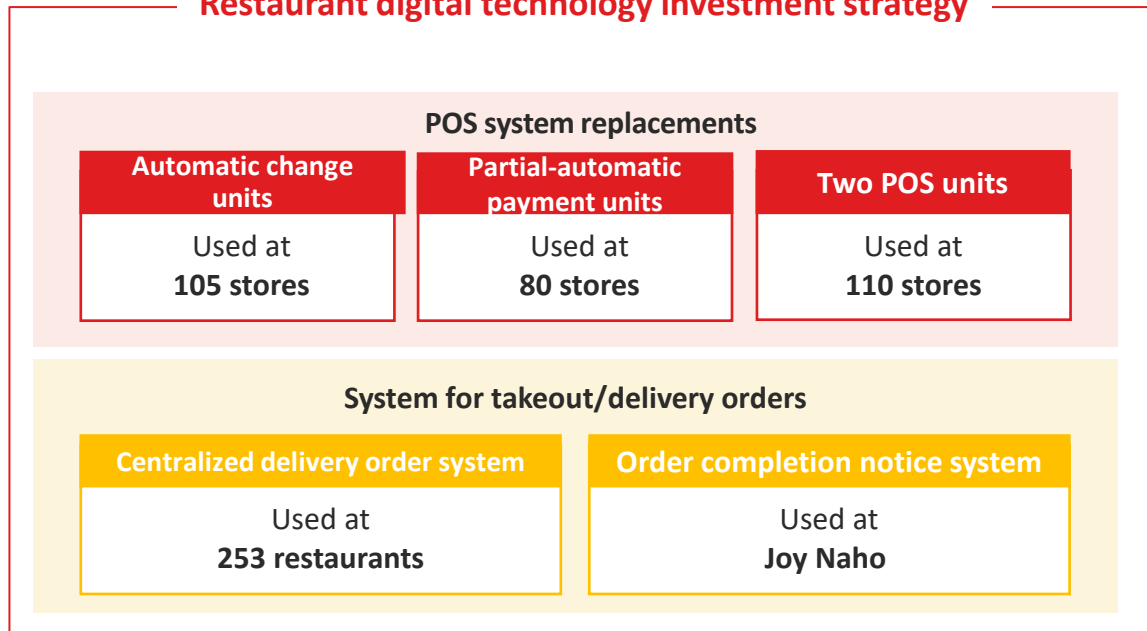 Restaurant digital technology investment strategy
POS system replacements
Automatic change
units
Used at
105 stores
Partial-automatic
payment units
Used at
80 stores
Two POS units
Used at
110 stores
System for takeout/delivery orders
Centralized delivery order system
Used at
253 restaurants
Order completion notice system
Used at
Joy Naho